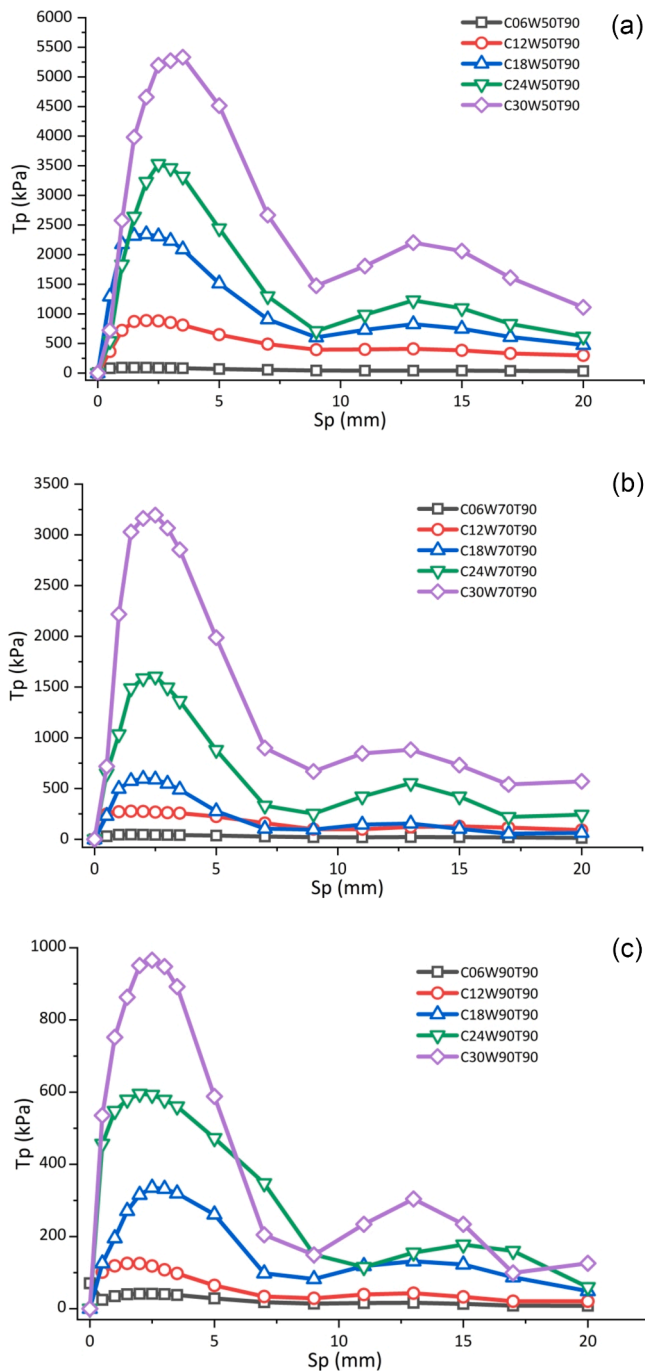 (a)
C06W50T90
C12W50T90
C18W50T90
C24W50T90
C30W50T90
6000
5500
5000
4500
4000
3500
3000
2500
2000
1500
1000
500
0
Tp (kPa)
0 5 10 15 20
Sp (mm)
(b)
C06W70T90
C12W70T90
C18W70T90
C24W70T90
C30W70T90
3500
3000
2500
2000
1500
1000
500
0
Tp (kPa)
0 5 10 15 20
Sp (mm)
(c)
C06W90T90
C12W90T90
C18W90T90
C24W90T90
C30W90T90
1000
800
600
400
200
0
Tp (kPa)
0 5 10 15 20
Sp (mm)